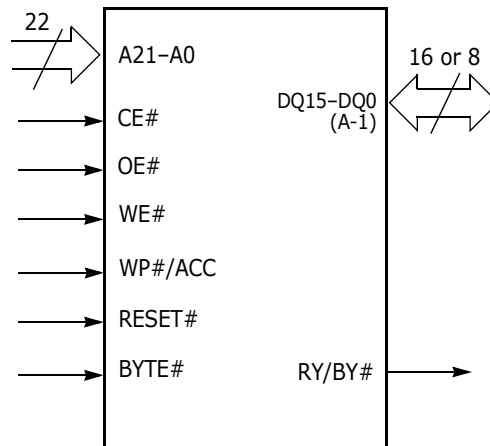 22
16 or 8
A21–A0
DQ15–DQ0
(A-1)
CE#
OE#
WE#
WP#/ACC
RESET#
BYTE#
RY/BY#